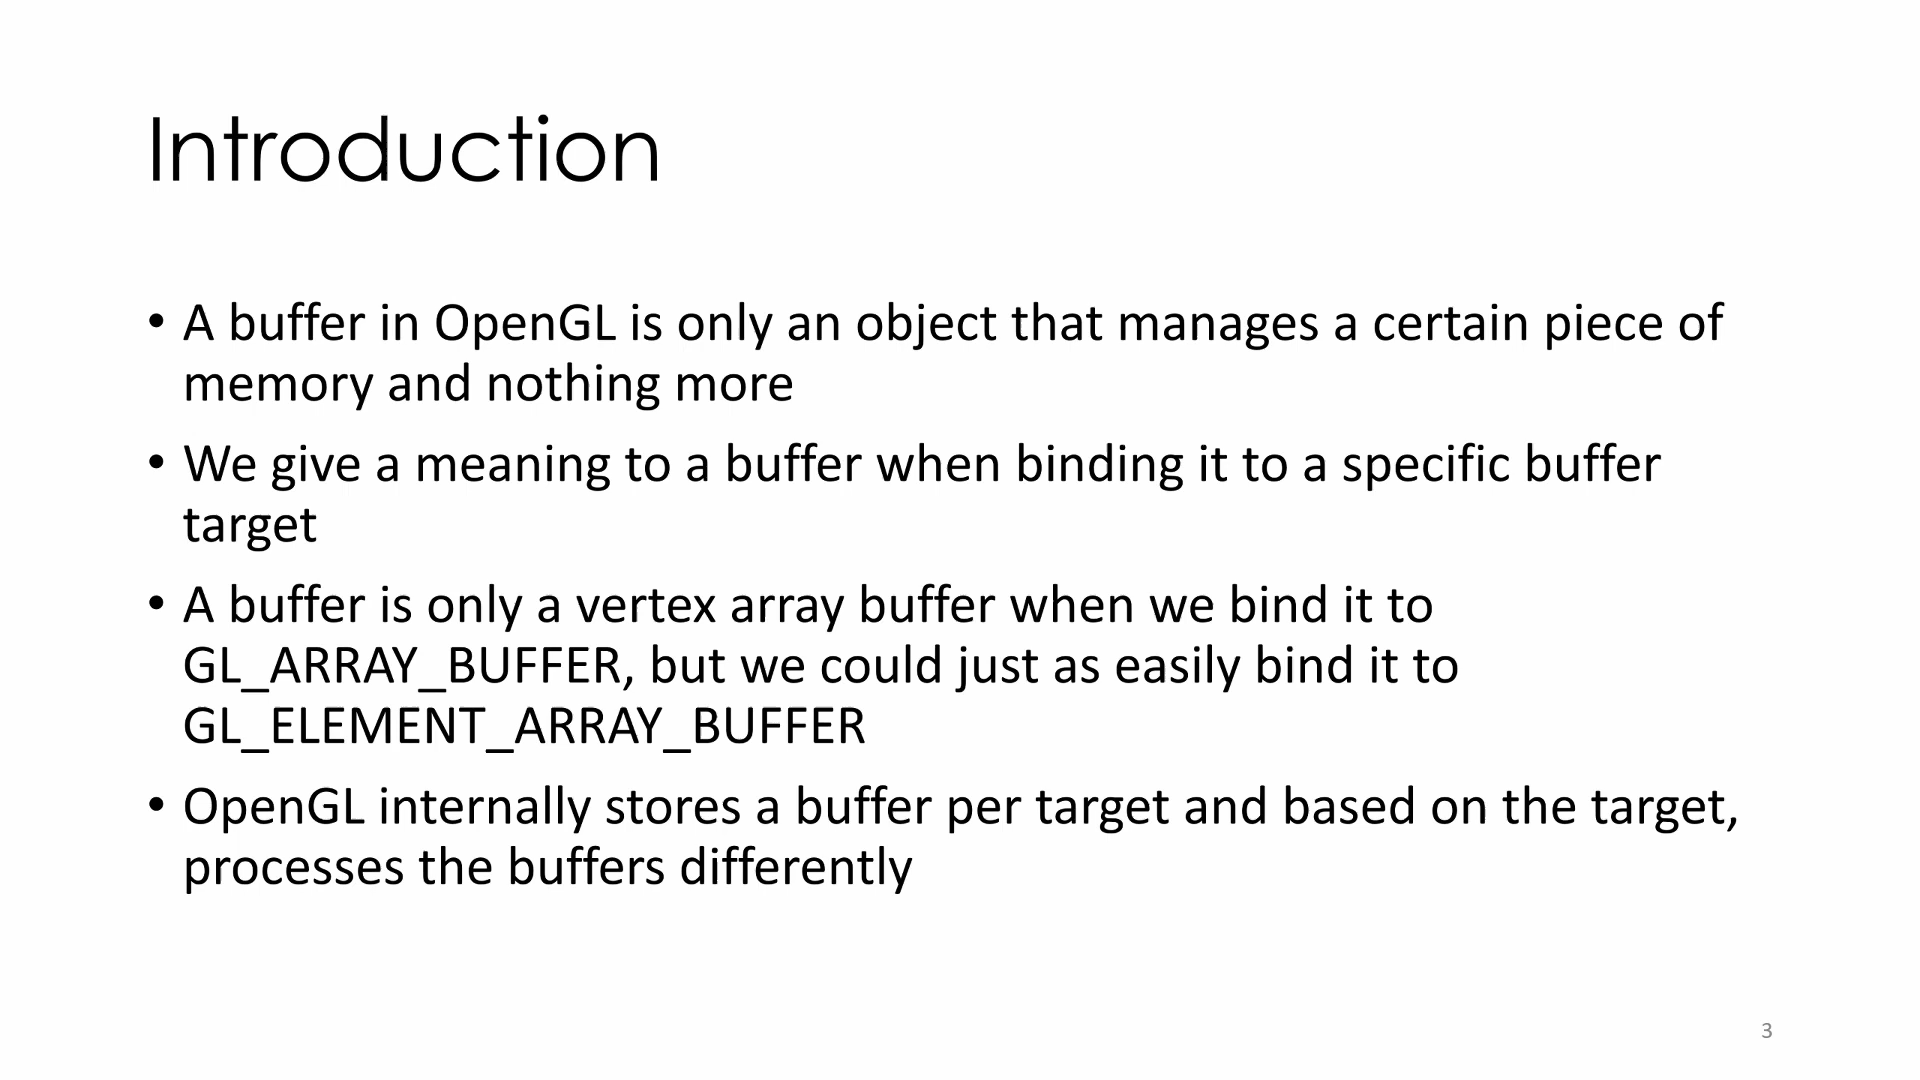 Introduction
• A buffer in OpenGL is only an object that manages a certain piece of
memory and nothing more
• We give a meaning to a buffer when binding it to a specific buffer
target
• A buffer is only a vertex array buffer when we bind it to
GL_ARRAY_BUFFER, but we could just as easily bind it to
GL_ELEMENT_ARRAY_BUFFER
• OpenGL internally stores a buffer per target and based on the target,
processes the buffers differently
3